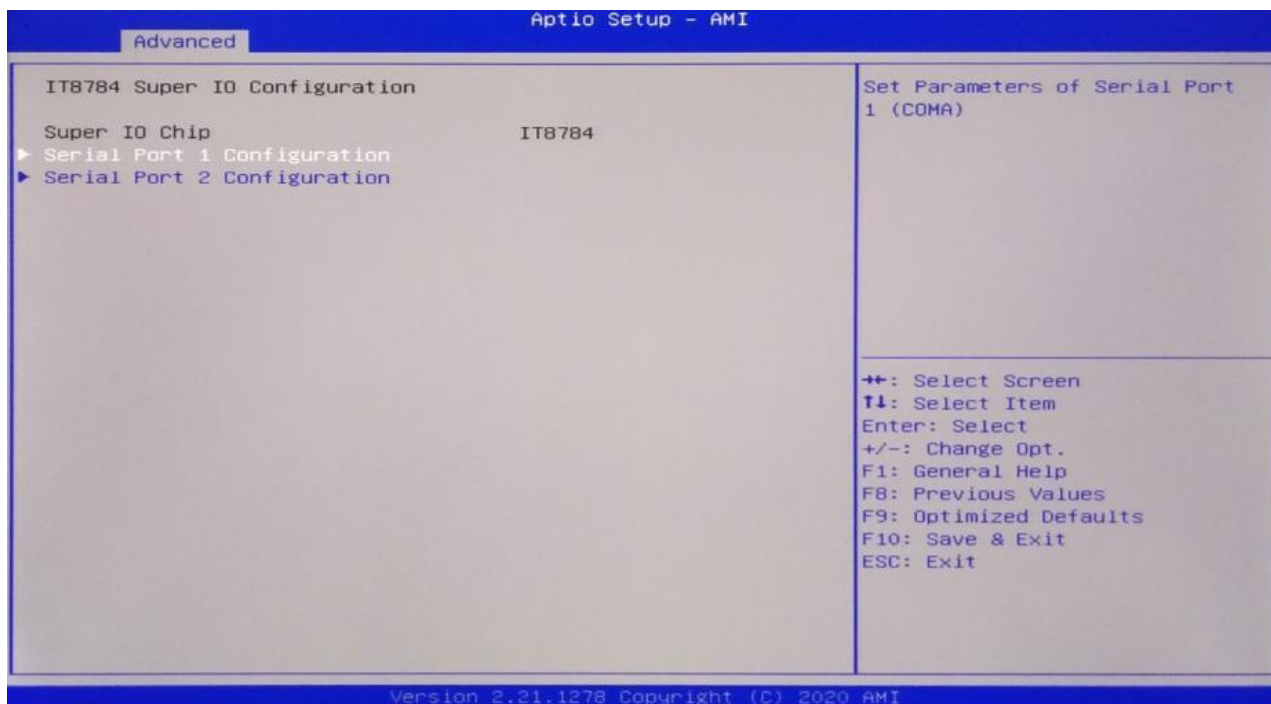 Aptio Setup - AMI
Advanced
IT8784 Super IO Configuration
Super IO Chip IT8784
▶ Serial Port 1 Configuration
▶ Serial Port 2 Configuration
Set Parameters of Serial Port
1 (COMA)
→←: Select Screen
↑↓: Select Item
Enter: Select
+/-: Change Opt.
F1: General Help
F8: Previous Values
F9: Optimized Defaults
F10: Save & Exit
ESC: Exit
Version 2.21.1278 Copyright (C) 2020 AMI